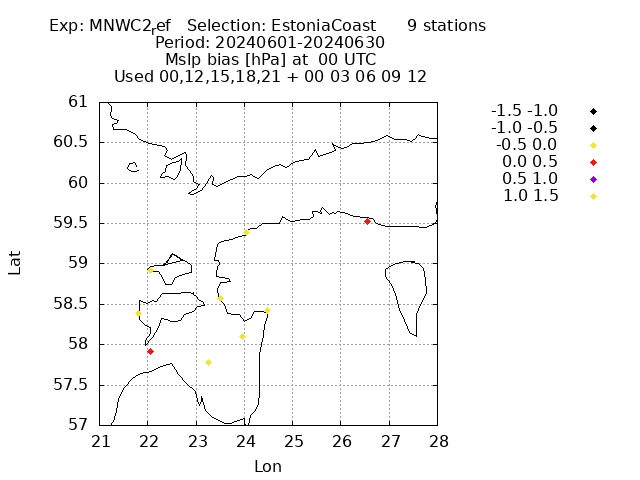 Exp: MNWC2ref   Selection: EstoniaCoast      9 stations
Period: 20240601-20240630
Mslp bias [hPa] at  00 UTC
Used 00,12,15,18,21 + 00 03 06 09 12
-1.5 -1.0
-1.0 -0.5
-0.5 0.0
0.0 0.5
0.5 1.0
1.0 1.5
61
60.5
60
59.5
59
58.5
58
57.5
57
Lat
21 22 23 24 25 26 27 28
Lon